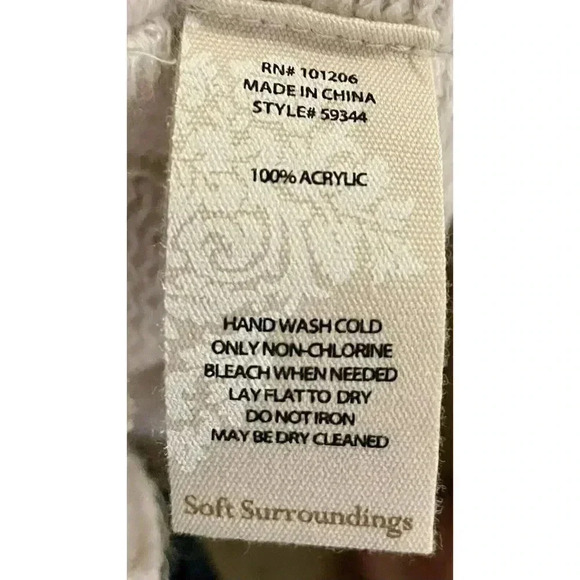 RN# 101206
MADE IN CHINA
STYLE# 59344
100% ACRYLIC
HAND WASH COLD
ONLY NON-CHLORINE
BLEACH WHEN NEEDED
LAY FLAT TO DRY
DO NOT IRON
MAY BE DRY CLEANED
Soft Surroundings